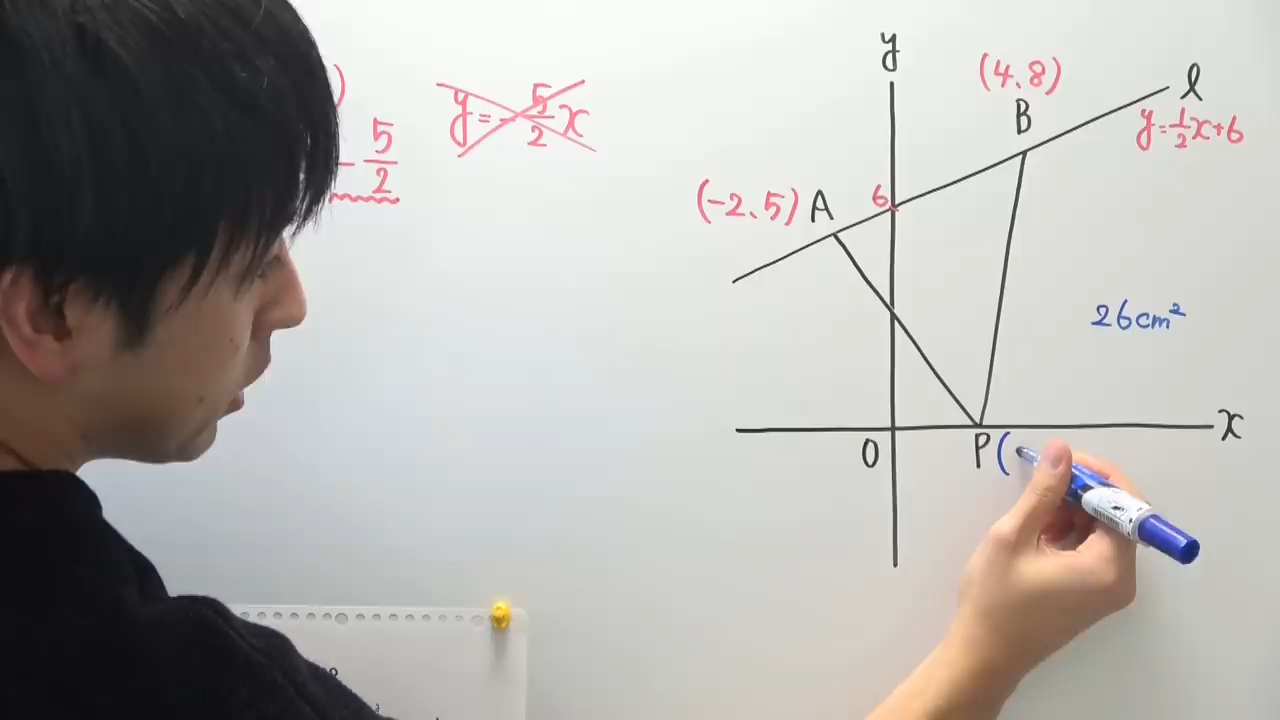 )
- 5/2
y = - 5/2 x
y
(4.8)
B
l
y=1/2x+6
(-2.5) A
6
26cm²
x
O
P (